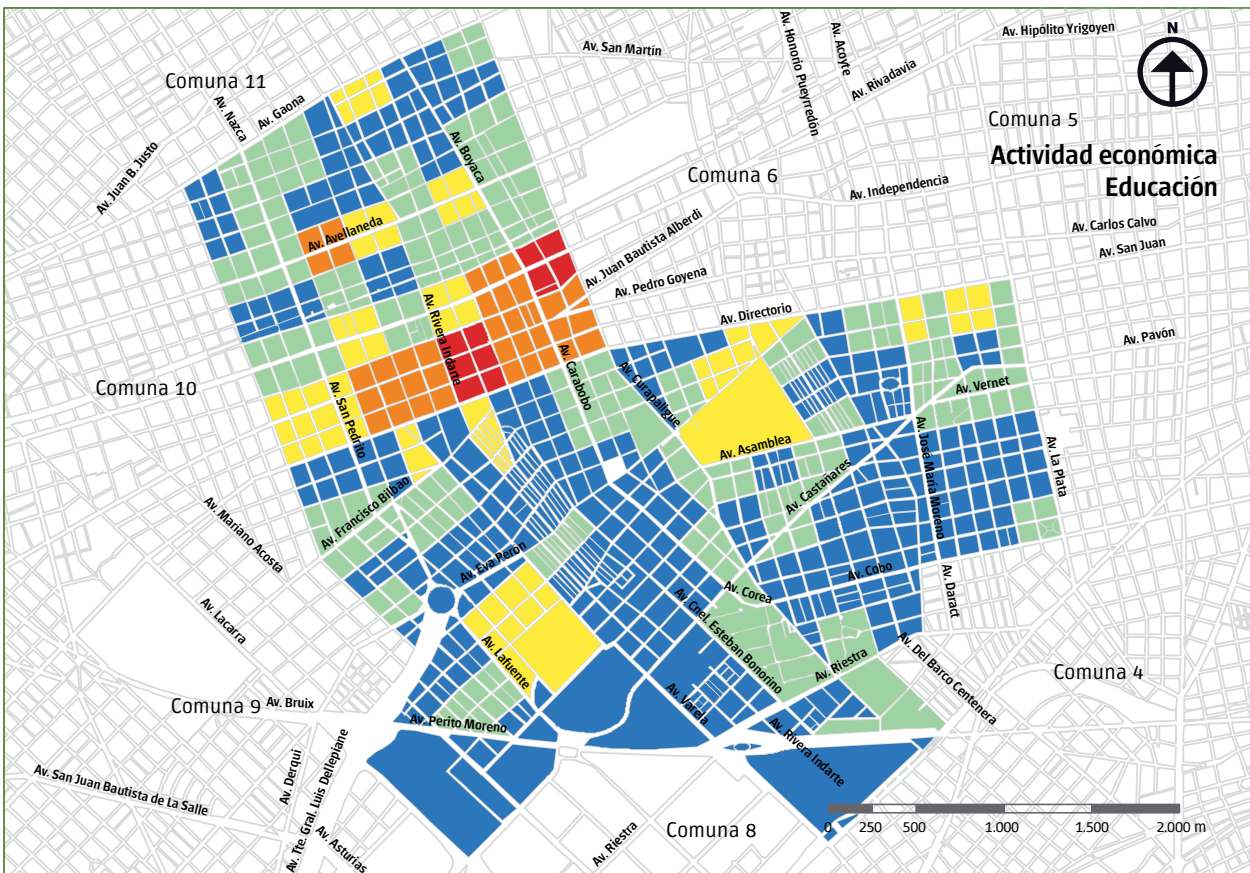 Av. San Martín
Av. Honorio Pueyrredón
Av. Acoyte
Av. Rivadavia
Av. Hipólito Yrigoyen
N
Comuna 11
Av. Nazca
Av. Gaona
Av. Juan B. Justo
Comuna 5
Actividad económica
Educación
Av. Boyaca
Comuna 6
Av. Independencia
Av. Avellaneda
Av. Juan Bautista Alberdi
Av. Carlos Calvo
Av. San Juan
Av. Pedro Goyena
Av. Directorio
Av. Rivera Indarte
Av. Pavón
Comuna 10
Av. San Pedrito
Av. Carabobo
Av. Curapaligue
Av. Vernet
Av. Asamblea
Av. José María Moreno
Av. La Plata
Av. Castañares
Av. Mariano Acosta
Av. Francisco Bilbao
Av. Eva Perón
Av. Cobo
Av. Corea
Av. Daract
Av. Lacarra
Av. Cnel. Esteban Bonorino
Av. Lafuente
Av. Riestra
Av. Del Barco Centenera
Comuna 4
Comuna 9
Av. Bruix
Av. Perito Moreno
Av. Varela
Av. Rivera Indarte
Av. Derqui
Av. Tte. Gral. Luis Dellepiane
Av. San Juan Bautista de La Salle
Av. Asturias
Av. Riestra
Comuna 8
0 250 500 1.000 1.500 2.000 m